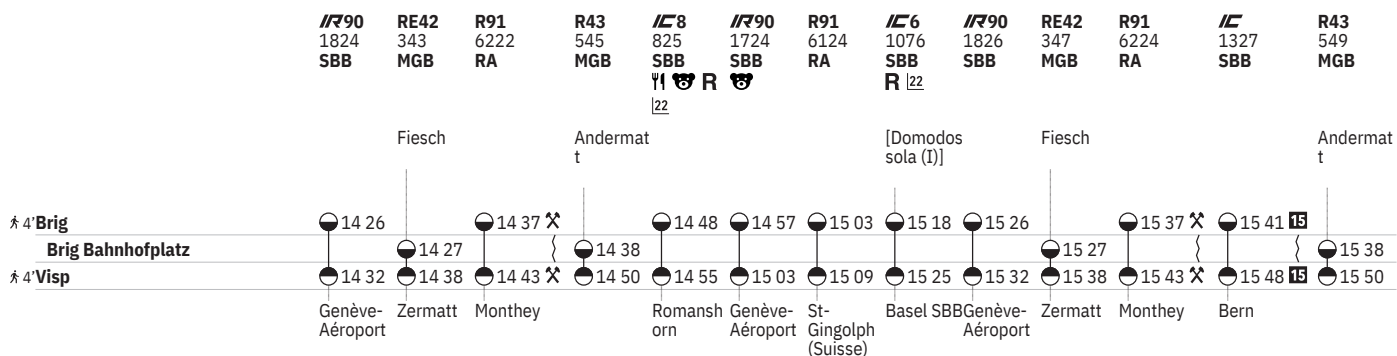 IR90 RE42 R91 R43 IC8 IR90 R91 IC6 IR90 RE42 R91 IC R43
1824 343 6222 545 825 1724 6124 1076 1826 347 6224 1327 549
SBB MGB RA MGB SBB SBB RA SBB SBB MGB RA SBB MGB
R R 22
22
Fiesch Andermat [Domodos Fiesch Andermat
t sola (I)] t
4' Brig 14 26 14 37 14 48 14 57 15 03 15 18 15 26 15 37 15 41 15
Brig Bahnhofplatz 14 27 14 38 15 27 15 38
4' Visp 14 32 14 38 14 43 14 50 14 55 15 03 15 09 15 25 15 32 15 38 15 43 15 48 15 15 50
Genève- Zermatt Monthey Romansh Genève- St- Basel SBB Genève- Zermatt Monthey Bern
Aéroport orn Aéroport Gingolph Aéroport
(Suisse)